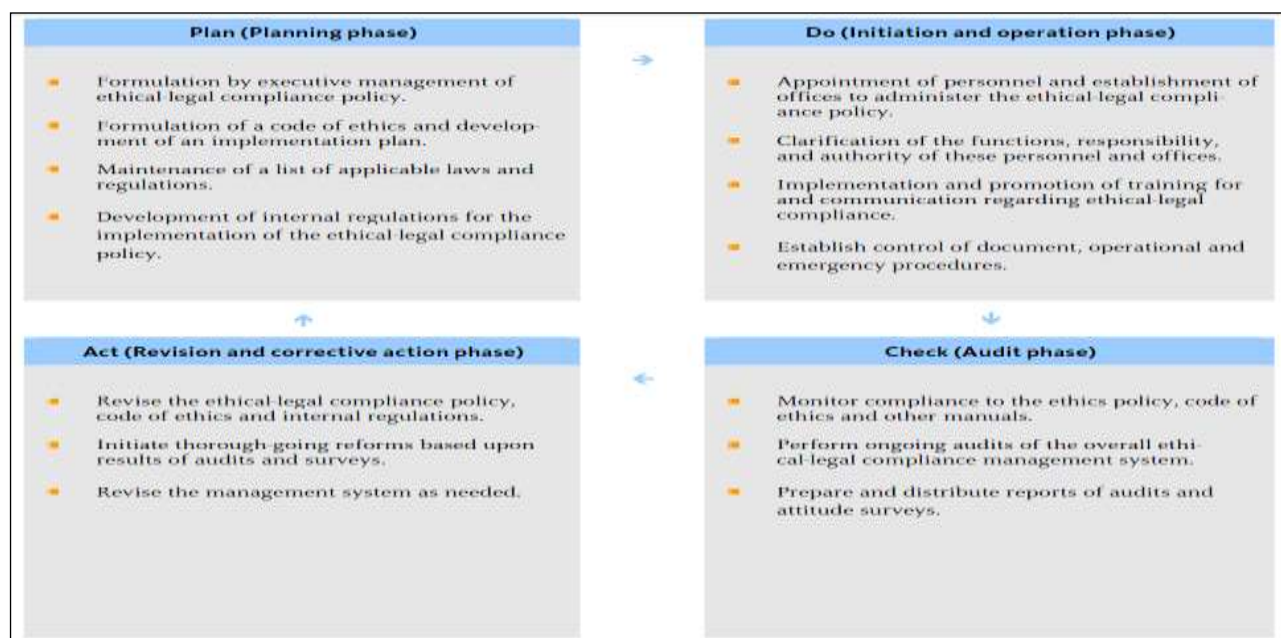 Plan (Planning phase)
Formulation by executive management of
ethical-legal compliance policy.
Formulation of a code of ethics and develop-
ment of an implementation plan.
Maintenance of a list of applicable laws and
regulations.
Development of internal regulations for the
implementation of the ethical-legal compliance
policy.
Do (Initiation and operation phase)
Appointment of personnel and establishment of
offices to administer the ethical-legal compli-
ance policy.
Clarification of the functions, responsibility,
and authority of these personnel and offices.
Implementation and promotion of training for
and communication regarding ethical-legal
compliance.
Establish control of document, operational and
emergency procedures.
Act (Revision and corrective action phase)
Revise the ethical-legal compliance policy,
code of ethics and internal regulations.
Initiate thorough-going reforms based upon
results of audits and surveys.
Revise the management system as needed.
Check (Audit phase)
Monitor compliance to the ethics policy, code of
ethics and other manuals.
Perform ongoing audits of the overall ethi-
cal-legal compliance management system.
Prepare and distribute reports of audits and
attitude surveys.